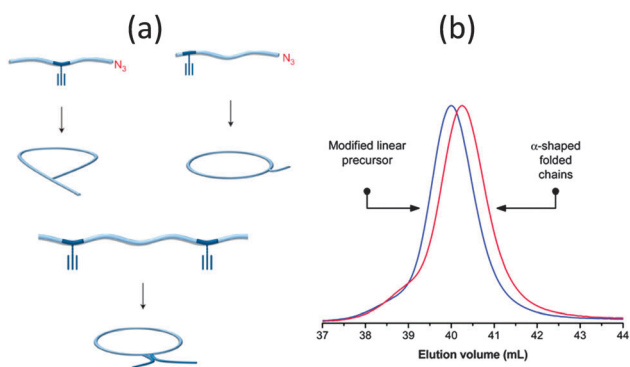 (a)
N3
N3
(b)
Modified linear
precursor
α-shaped
folded
chains
37 38 39 40 41 42 43 44
Elution volume (mL)